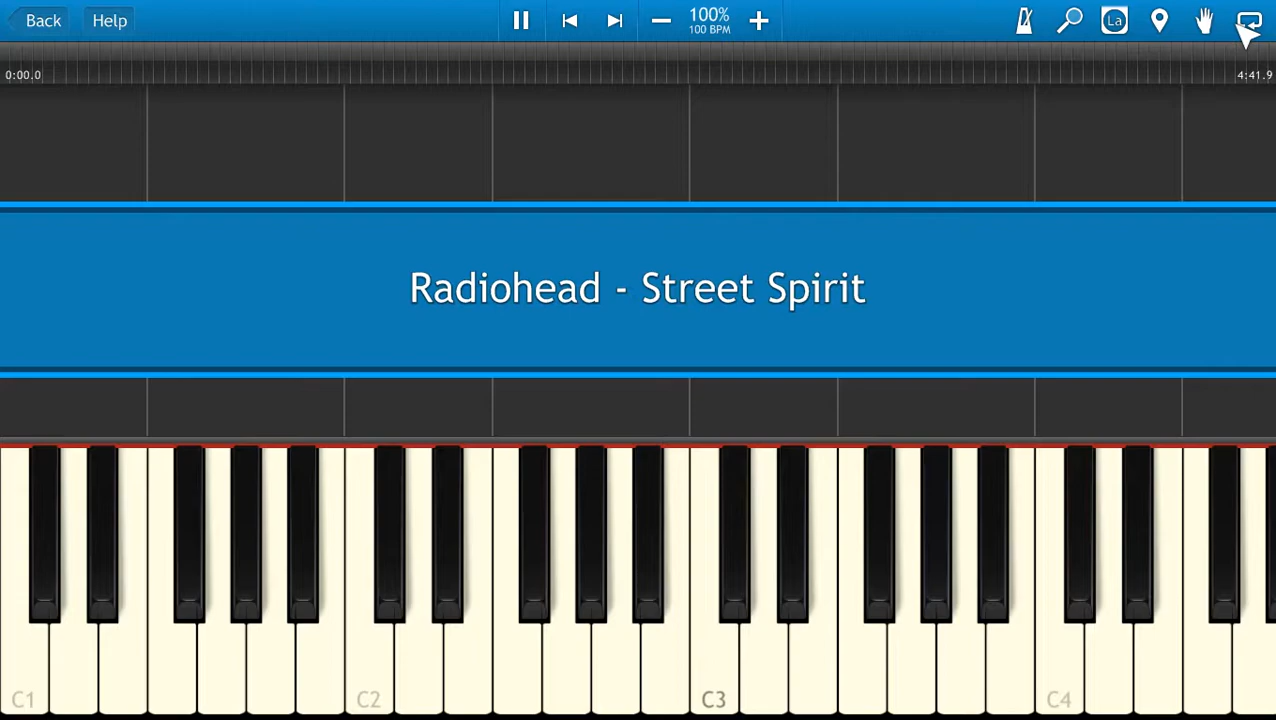 Back Help 100% La
100 BPM
0:00.0 4:41.9
Radiohead - Street Spirit
C1 C2 C3 C4